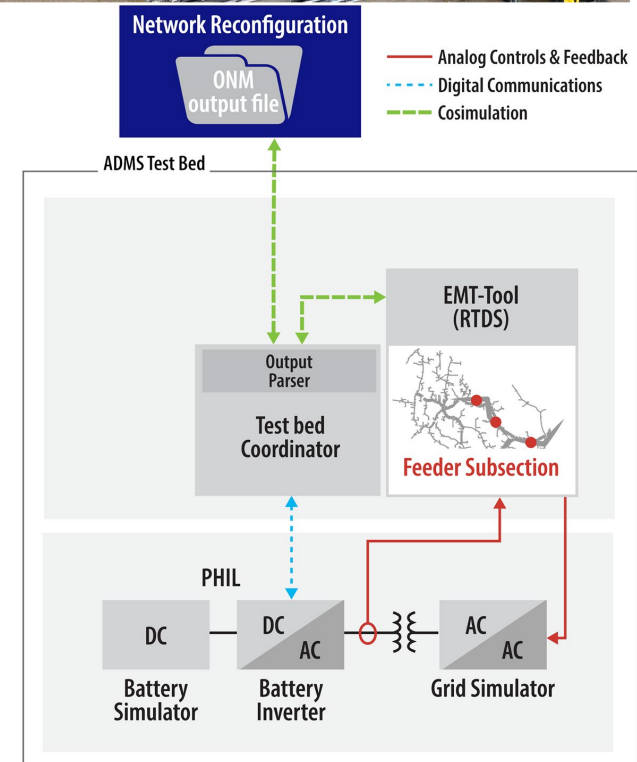 Network Reconfiguration
ONM
output file
Analog Controls & Feedback
Digital Communications
Cosimulation
ADMS Test Bed
EMT-Tool
(RTDS)
Output
Parser
Test bed
Coordinator
Feeder Subsection
PHIL
DC
DC
AC
AC
AC
Battery
Simulator
Battery
Inverter
Grid Simulator